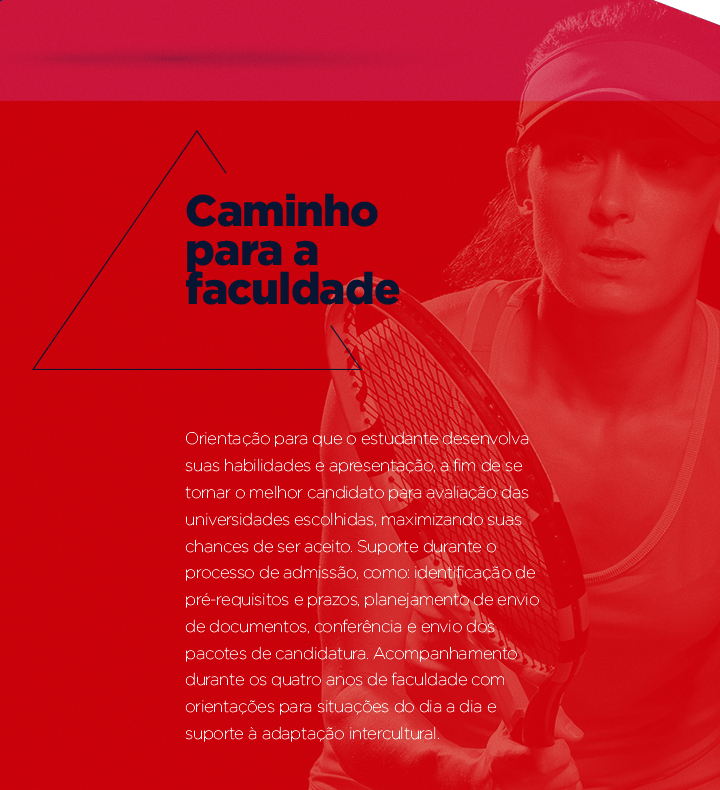 Caminho
para a
faculdade
Orientação para que o estudante desenvolva
suas habilidades e apresentação, a fim de se
tornar o melhor candidato para avaliação das
universidades escolhidas, maximizando suas
chances de ser aceito. Suporte durante o
processo de admissão, como: identificação de
pré-requisitos e prazos, planejamento de envio
de documentos, conferência e envio dos
pacotes de candidatura. Acompanhamento
durante os quatro anos de faculdade com
orientações para situações do dia a dia e
suporte à adaptação intercultural.